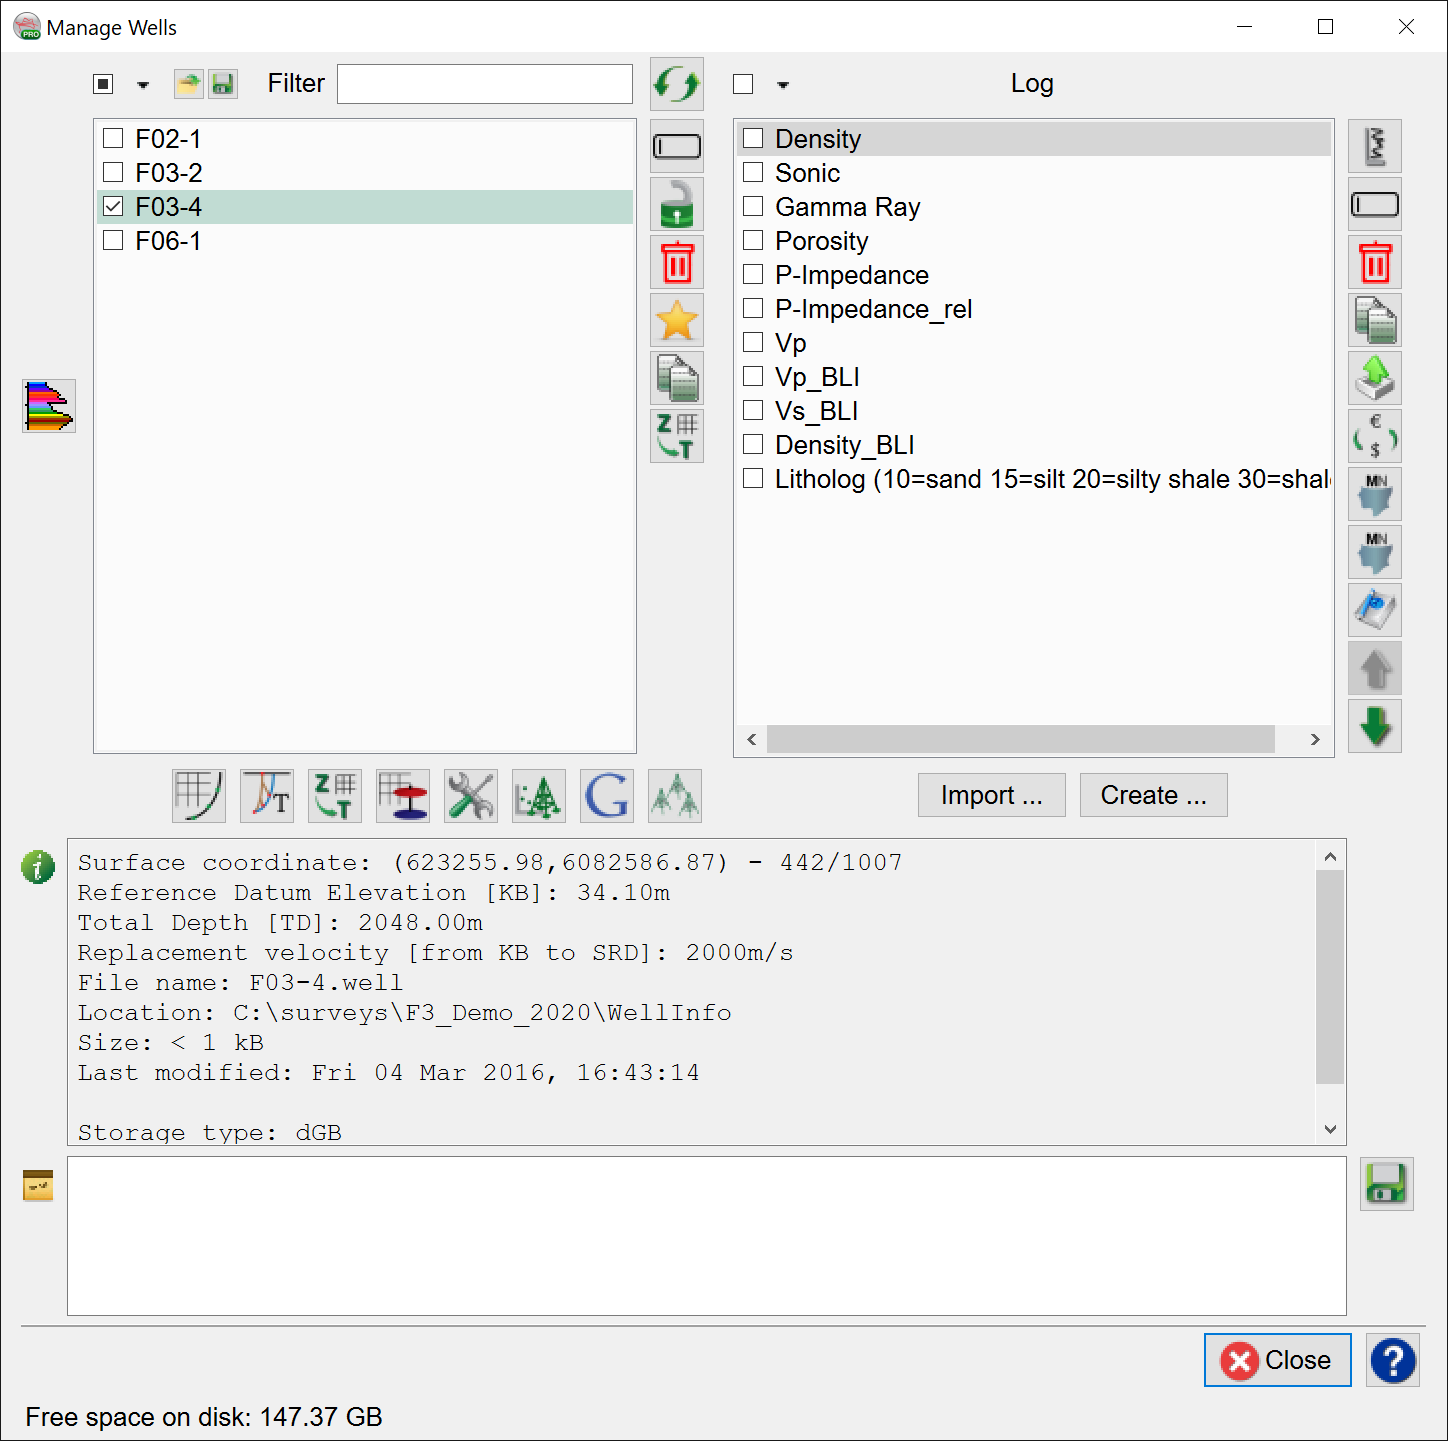 Manage Wells
Filter
Log
F02-1
F03-2
F03-4
F06-1
Density
Sonic
Gamma Ray
Porosity
P-Impedance
P-Impedance_rel
Vp
Vp_BLI
Vs_BLI
Density_BLI
Litholog (10=sand 15=silt 20=silty shale 30=shale
Z
T
€
$
MN
MN
T
Z
T
G
Import ...
Create ...
Surface coordinate: (623255.98,6082586.87) - 442/1007
Reference Datum Elevation [KB]: 34.10m
Total Depth [TD]: 2048.00m
Replacement velocity [from KB to SRD]: 2000m/s
File name: F03-4.well
Location: C:\surveys\F3_Demo_2020\WellInfo
Size: < 1 kB
Last modified: Fri 04 Mar 2016, 16:43:14
Storage type: dGB
Close
Free space on disk: 147.37 GB
PRO